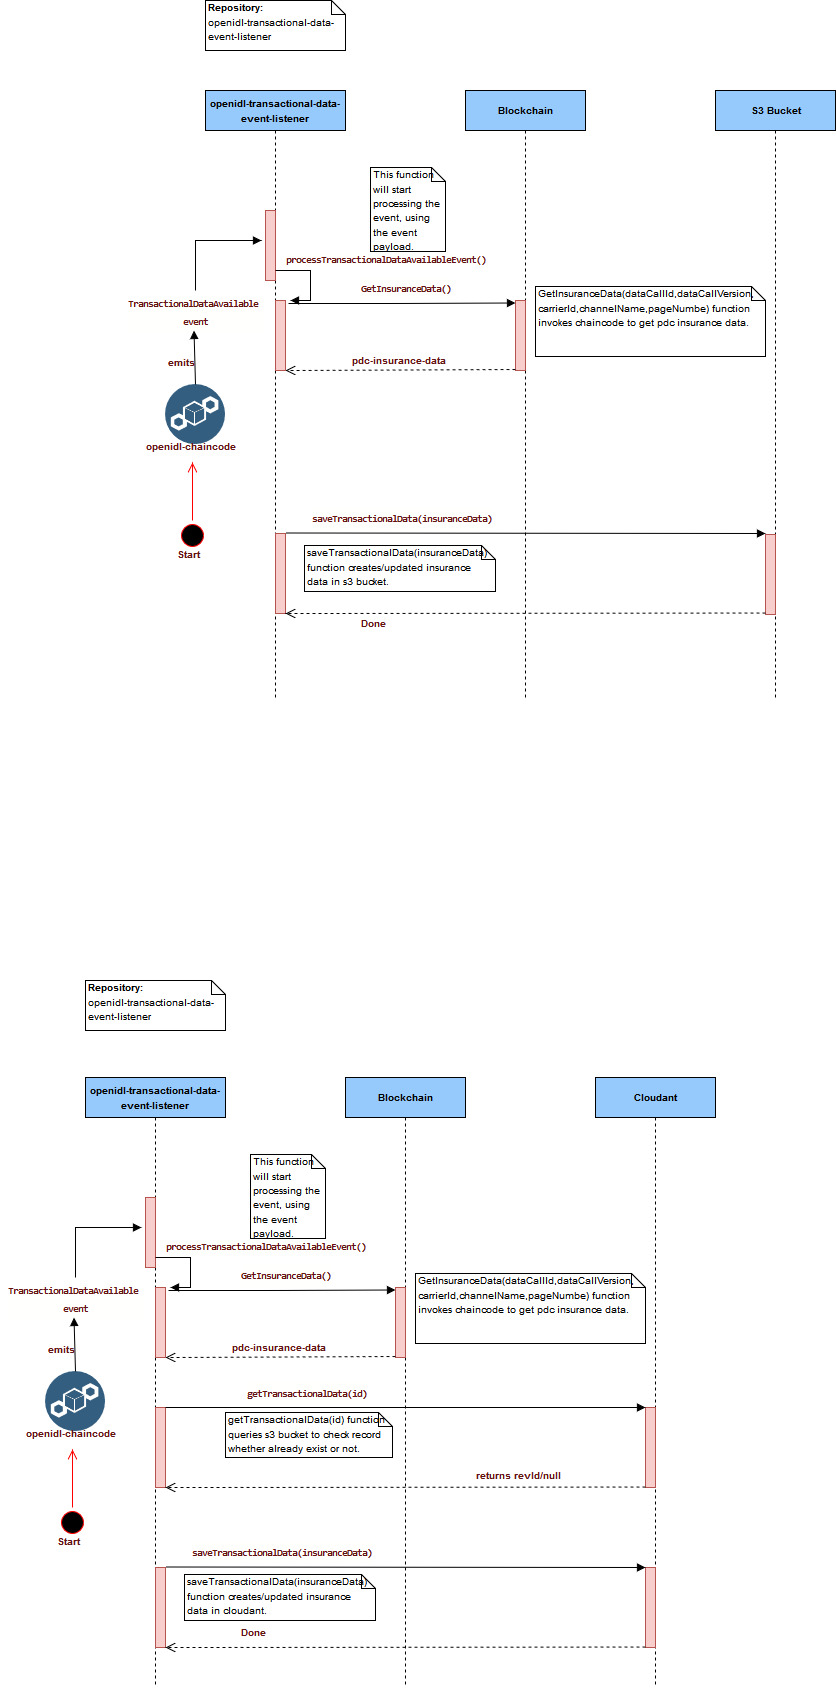 Repository:
openidl-transactional-data-
event-listener
openidl-transactional-data-
event-listener
Blockchain
S3 Bucket
This function
will start
processing the
event, using
the event
payload.
processTransactionalDataAvailableEvent()
GetInsuranceData()
GetInsuranceData(dataCallId,dataCallVersion,
carrierId,channelName,pageNumbe) function
invokes chaincode to get pdc insurance data.
TransactionalDataAvailable
event
emits
pdc-insurance-data
openidl-chaincode
saveTransactionalData(insuranceData)
Start
saveTransactionalData(insuranceData)
function creates/updated insurance
data in s3 bucket.
Done
Repository:
openidl-transactional-data-
event-listener
openidl-transactional-data-
event-listener
Blockchain
Cloudant
This function
will start
processing the
event, using
the event
payload.
processTransactionalDataAvailableEvent()
GetInsuranceData()
GetInsuranceData(dataCallId,dataCallVersion,
carrierId,channelName,pageNumbe) function
invokes chaincode to get pdc insurance data.
TransactionalDataAvailable
event
emits
pdc-insurance-data
getTransactionalData(id)
getTransactionalData(id) function
queries s3 bucket to check record
whether already exist or not.
openidl-chaincode
returns revId/null
Start
saveTransactionalData(insuranceData)
saveTransactionalData(insuranceData)
function creates/updated insurance
data in cloudant.
Done